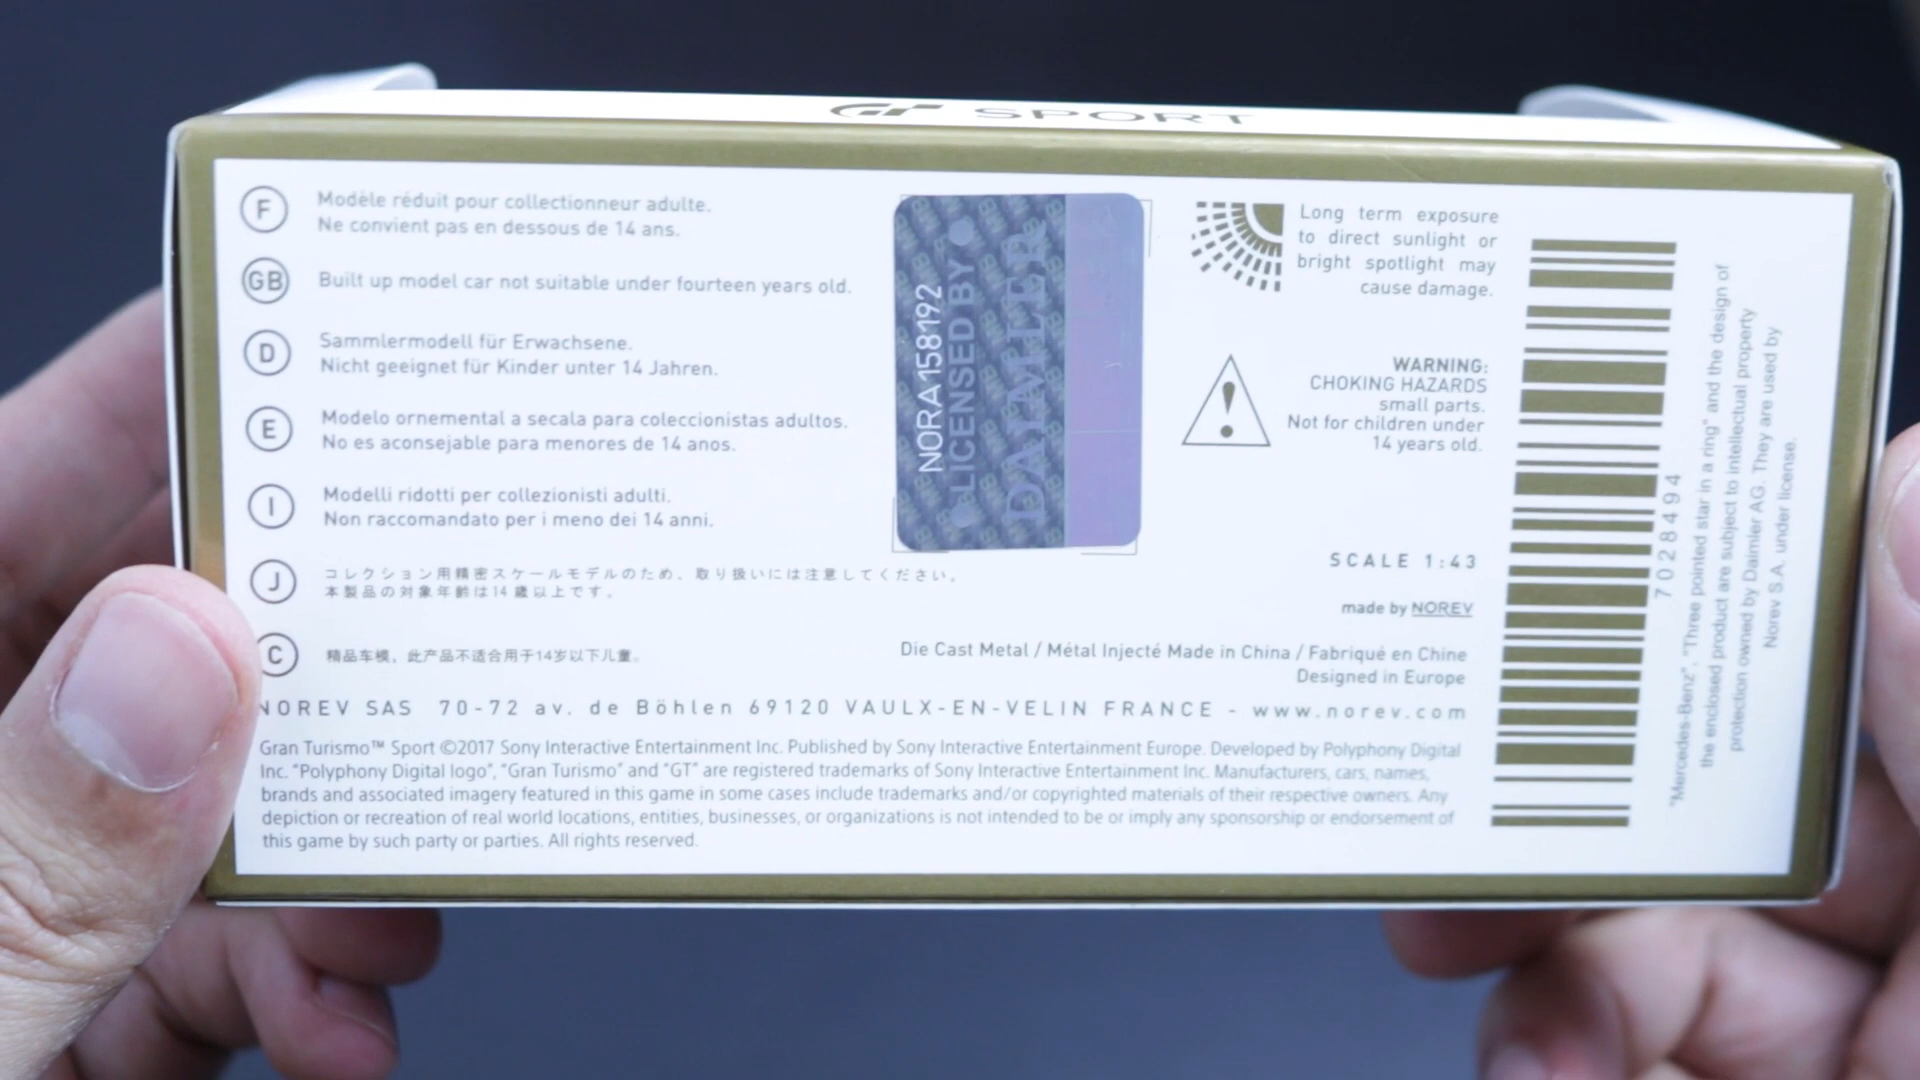 GT SPORT
F
Modèle réduit pour collectionneur adulte.
Ne convient pas en dessous de 14 ans.
GB
Built up model car not suitable under fourteen years old.
D
Sammlermodell für Erwachsene.
Nicht geeignet für Kinder unter 14 Jahren.
E
Modelo ornemental a secala para coleccionistas adultos.
No es aconsejable para menores de 14 anos.
I
Modelli ridotti per collezionisti adulti.
Non raccomandato per i meno dei 14 anni.
J
コレクション用精密スケールモデルのため、取り扱いには注意してください。
本製品の対象年齢は14歳以上です。
C
精品车模，此产品不适合用于14岁以下儿童。
NORA158192
LICENSED BY
DAIMLER
Long term exposure
to direct sunlight or
bright spotlight may
cause damage.
WARNING:
CHOKING HAZARDS
small parts.
Not for children under
14 years old.
SCALE 1:43
made by NOREV
Die Cast Metal / Métal Injecté Made in China / Fabriqué en Chine
Designed in Europe
NOREV SAS 70-72 av. de Böhlen 69120 VAULX-EN-VELIN FRANCE - www.norev.com
Gran Turismo™ Sport ©2017 Sony Interactive Entertainment Inc. Published by Sony Interactive Entertainment Europe. Developed by Polyphony Digital
Inc. "Polyphony Digital logo", "Gran Turismo" and "GT" are registered trademarks of Sony Interactive Entertainment Inc. Manufacturers, cars, names,
brands and associated imagery featured in this game in some cases include trademarks and/or copyrighted materials of their respective owners. Any
depiction or recreation of real world locations, entities, businesses, or organizations is not intended to be or imply any sponsorship or endorsement of
this game by such party or parties. All rights reserved.
7028494
"Mercedes-Benz", "Three pointed star in a ring" and the design of
the enclosed product are subject to intellectual property
protection owned by Daimler AG. They are used by
Norev S.A. under license.